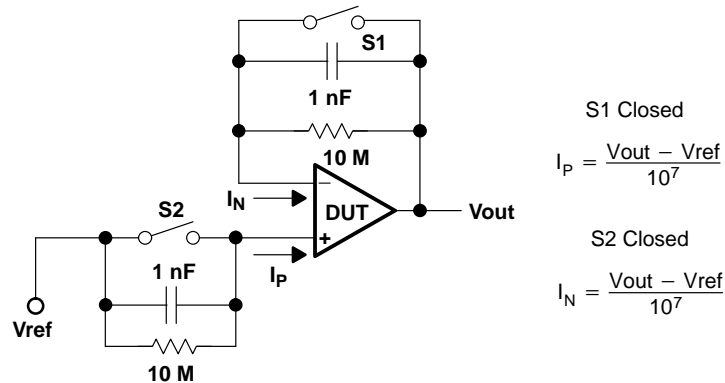 S1
1 nF
10 M
I_N
−
DUT
+
I_P
Vout
S2
1 nF
10 M
Vref
S1 Closed
I_P = (Vout − Vref) / 10^7
S2 Closed
I_N = (Vout − Vref) / 10^7